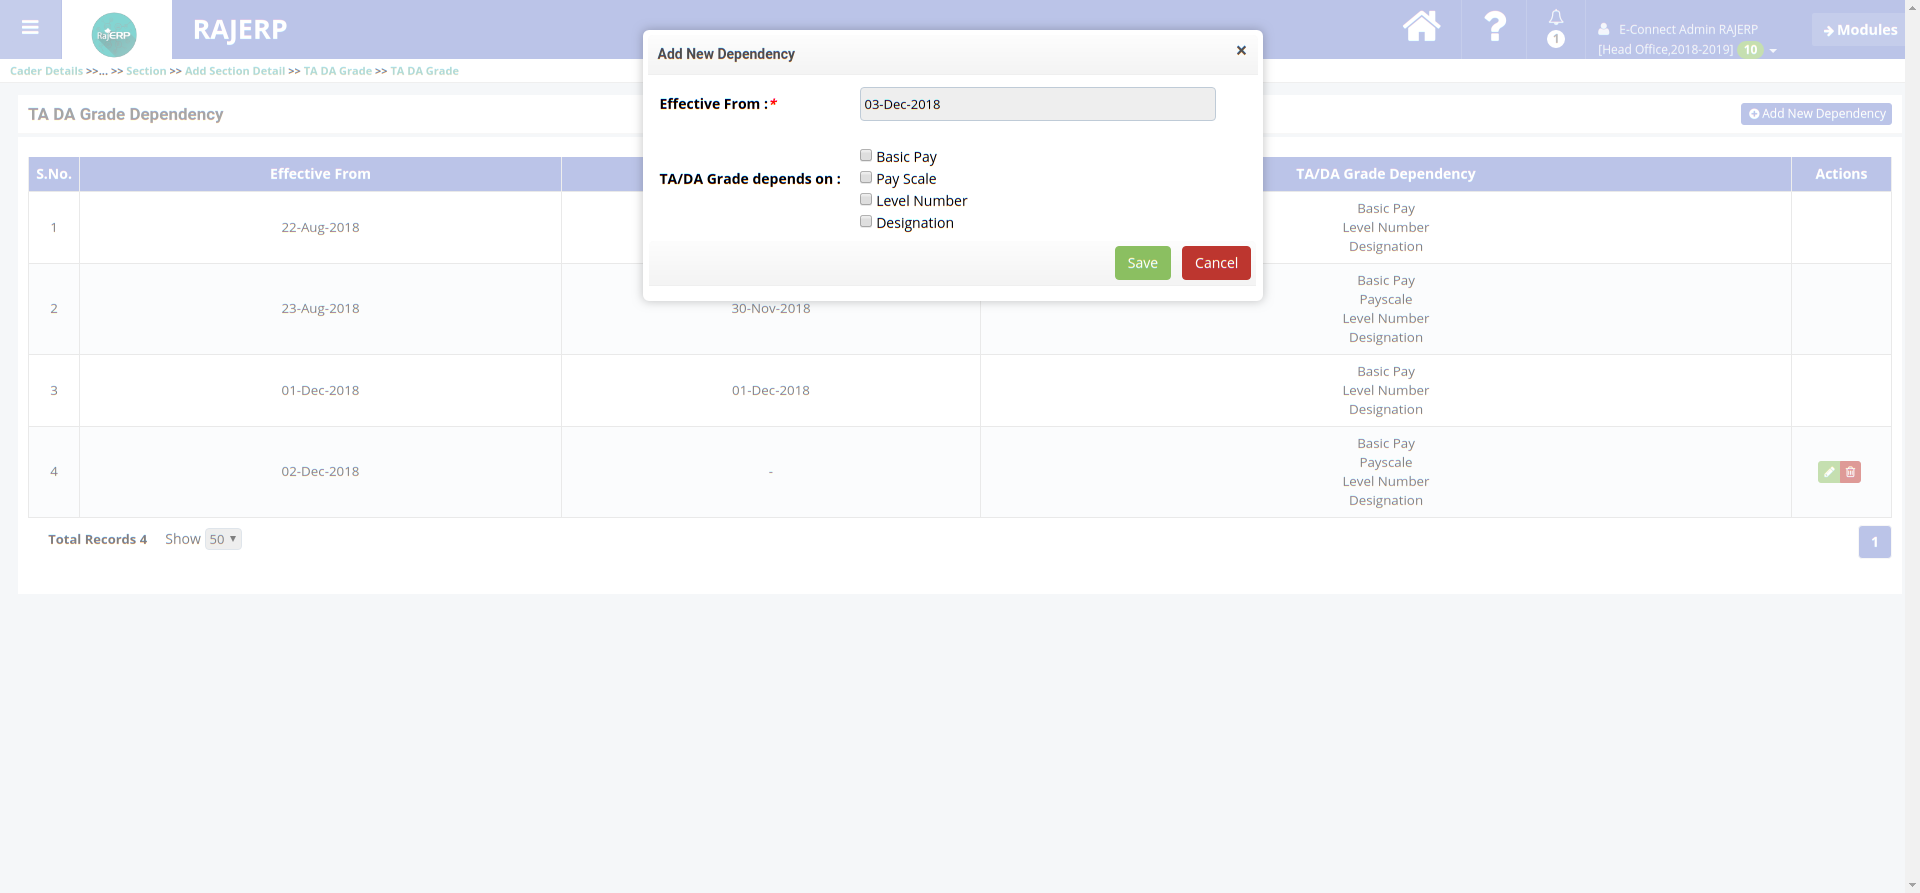 RAJERP
RAJERP
1
E-Connect Admin RAJERP
[Head Office,2018-2019] 10
Modules
Cader Details >>... >> Section >> Add Section Detail >> TA DA Grade >> TA DA Grade
TA DA Grade Dependency
Add New Dependency
Add New Dependency
×
Effective From :*
03-Dec-2018
TA/DA Grade depends on :
Basic Pay
Pay Scale
Level Number
Designation
Save
Cancel
S.No.
Effective From
TA/DA Grade Dependency
Actions
1
22-Aug-2018
Basic Pay
Level Number
Designation
2
23-Aug-2018
30-Nov-2018
Basic Pay
Payscale
Level Number
Designation
3
01-Dec-2018
01-Dec-2018
Basic Pay
Level Number
Designation
4
02-Dec-2018
-
Basic Pay
Payscale
Level Number
Designation
Total Records 4
Show 50
1